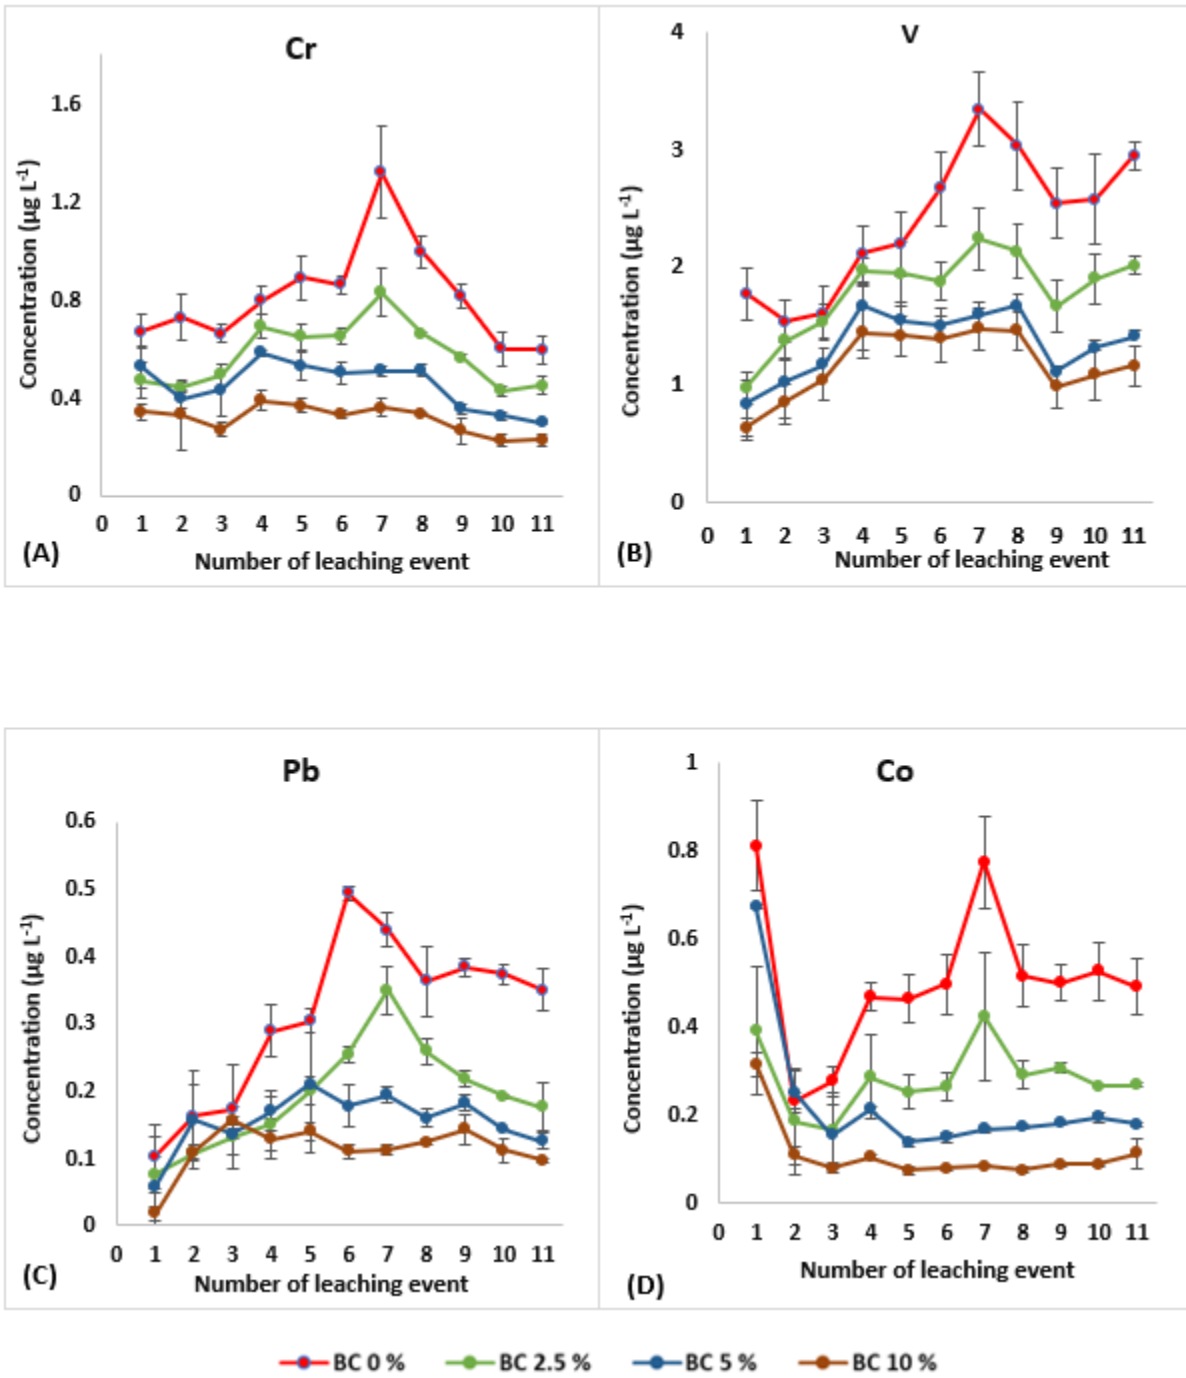 Cr
Concentration (µg L-1)
1.6
1.2
0.8
0.4
0
0 1 2 3 4 5 6 7 8 9 10 11
Number of leaching event
(A)
V
Concentration (µg L-1)
4
3
2
1
0
0 1 2 3 4 5 6 7 8 9 10 11
Number of leaching event
(B)
Pb
Concentration (µg L-1)
0.6
0.5
0.4
0.3
0.2
0.1
0
0 1 2 3 4 5 6 7 8 9 10 11
Number of leaching event
(C)
Co
Concentration (µg L-1)
1
0.8
0.6
0.4
0.2
0
0 1 2 3 4 5 6 7 8 9 10 11
Number of leaching event
(D)
BC 0 % BC 2.5 % BC 5 % BC 10 %